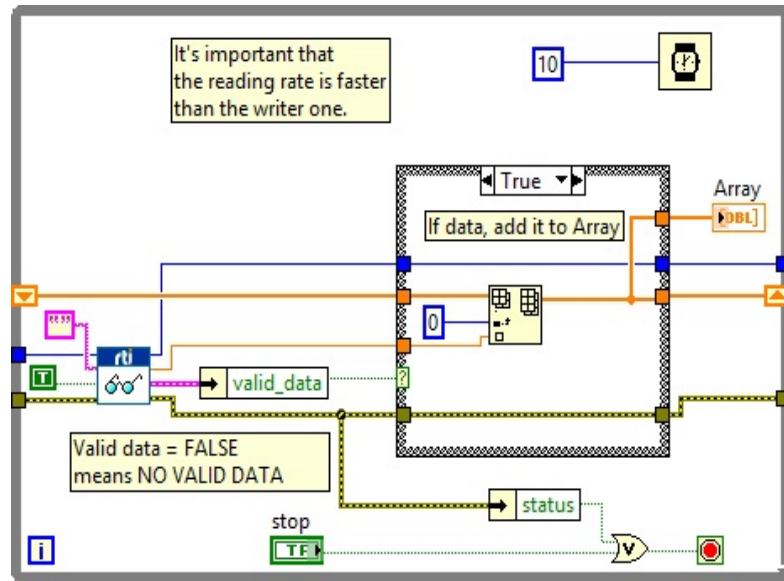 It's important that
the reading rate is faster
than the writer one.
10
True
Array
DBL]
If data, add it to Array
0
""
rti
T
valid_data
?
Valid data = FALSE
means NO VALID DATA
status
stop
TF
V
i